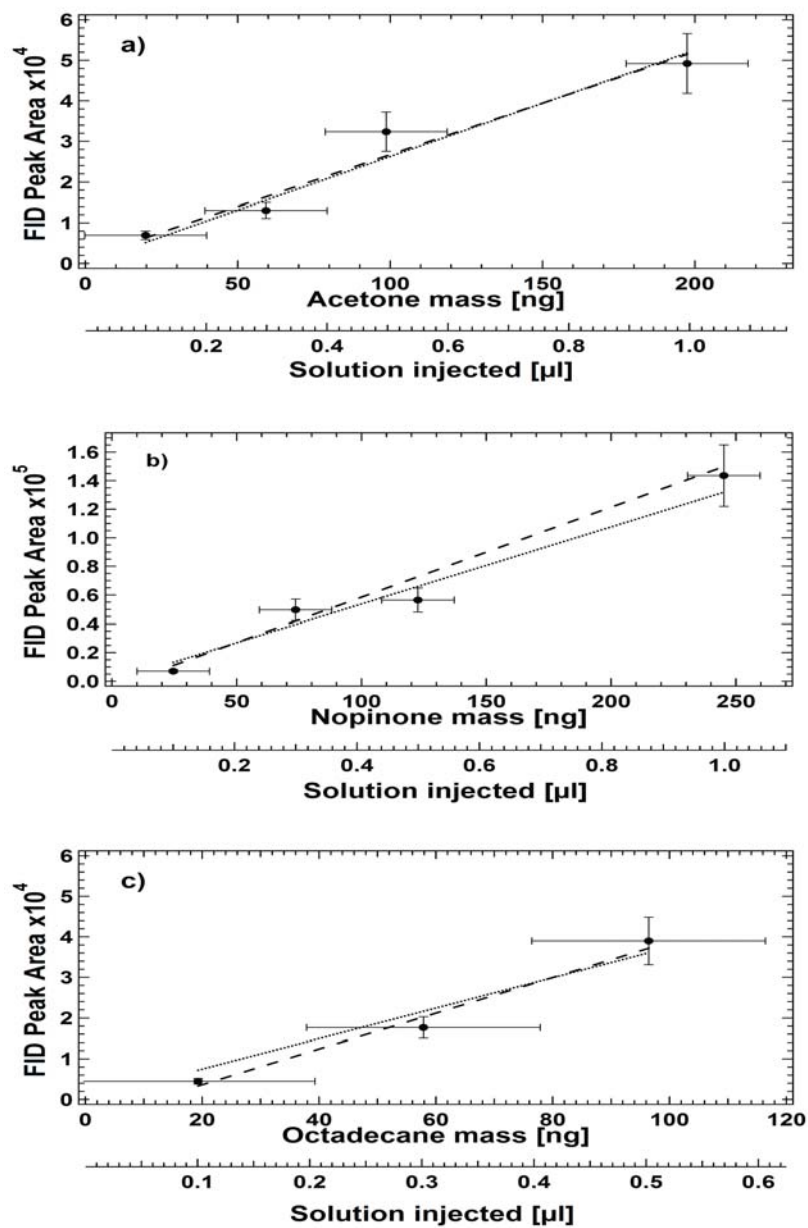 a)
FID Peak Area x10^4
6
5
4
3
2
1
0
0 50 100 150 200
Acetone mass [ng]
0.2 0.4 0.6 0.8 1.0
Solution injected [µl]
b)
FID Peak Area x10^5
1.6
1.4
1.2
1.0
0.8
0.6
0.4
0.2
0.0
0 50 100 150 200 250
Nopinone mass [ng]
0.2 0.4 0.6 0.8 1.0
Solution injected [µl]
c)
FID Peak Area x10^4
6
5
4
3
2
1
0
0 20 40 60 80 100 120
Octadecane mass [ng]
0.1 0.2 0.3 0.4 0.5 0.6
Solution injected [µl]